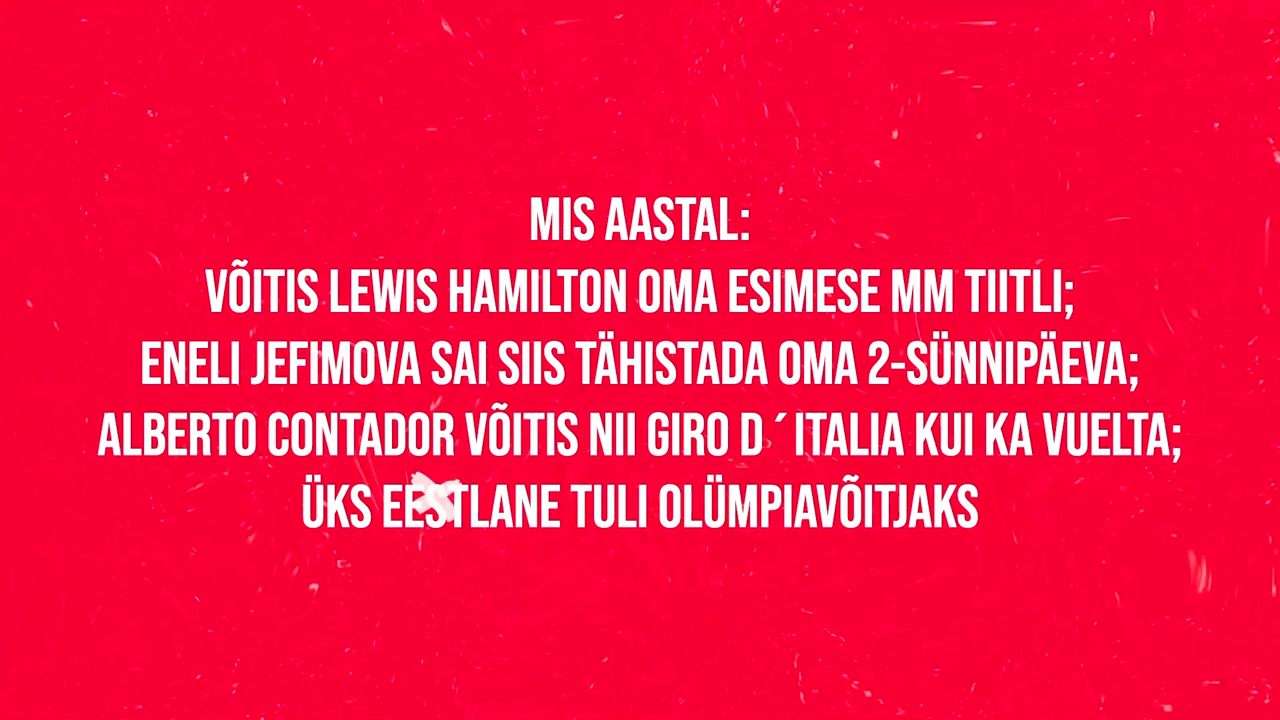 MIS AASTAL:
VÕITIS LEWIS HAMILTON OMA ESIMESE MM TIITLI;
ENELI JEFIMOVA SAI SIIS TÄHISTADA OMA 2-SÜNNIPÄEVA;
ALBERTO CONTADOR VÕITIS NII GIRO D´ITALIA KUI KA VUELTA;
ÜKS EESTLANE TULI OLÜMPIAVÕITJAKS